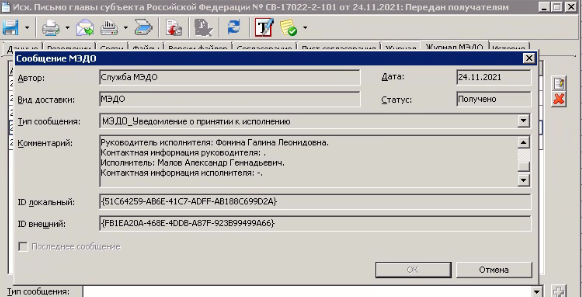 Исх. Письмо главы субъекта Российской Федерации № СВ-17022-2-101 от 24.11.2021: Передан получателям
Данные Резолюции Связи Файлы Версии файлов Согласование Лист согласования Журнал Журнал МЭДО История
Сообщение МЭДО
Автор: Служба МЭДО Дата: 24.11.2021
Вид доставки: МЭДО Статус: Получено
Тип сообщения: МЭДО_Уведомление о принятии к исполнению
Комментарий: Руководитель исполнителя: Фонина Галина Леонидовна.
Контактная информация руководителя: .
Исполнитель: Малов Александр Геннадьевич.
Контактная информация исполнителя: -.
ID локальный: {51C64259-AB6E-41C7-ADFF-AB188C699D2A}
ID внешний: {FB1EA20A-468E-4DDB-A87F-923B99499A66}
Последнее сообщение
OK Отмена
Тип сообщения: